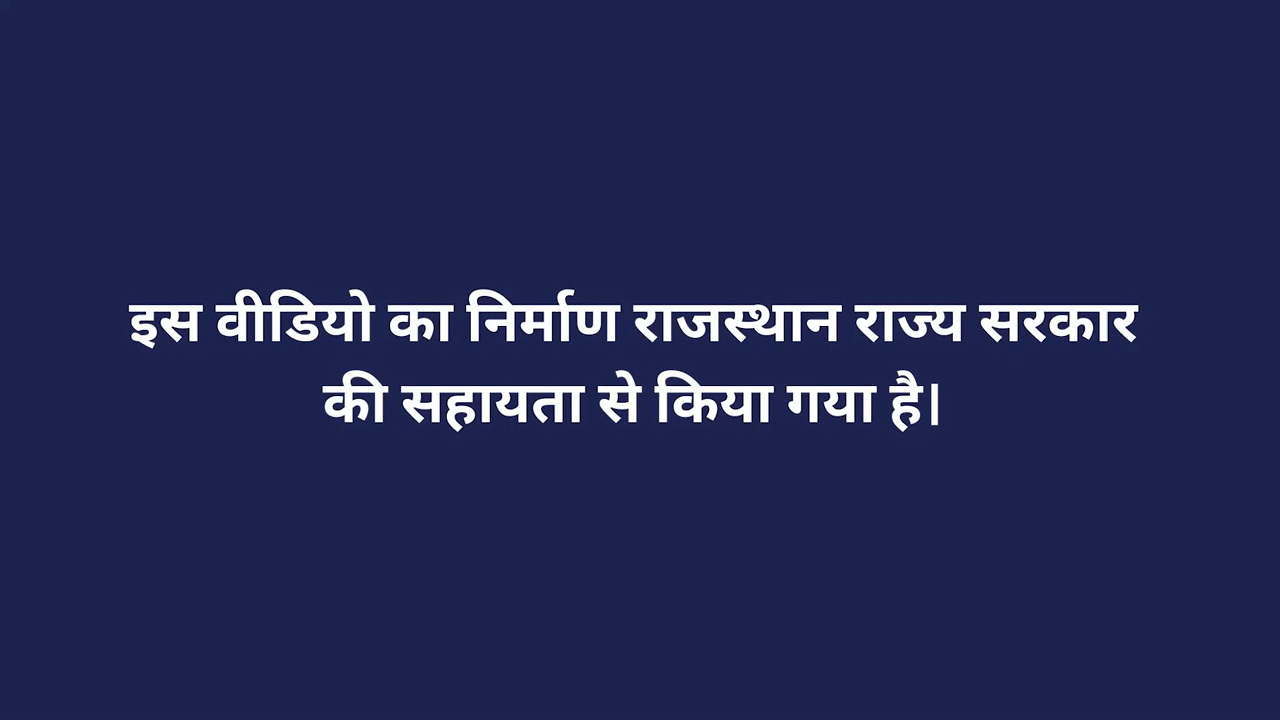 इस वीडियो का निर्माण राजस्थान राज्य सरकार
की सहायता से किया गया है।